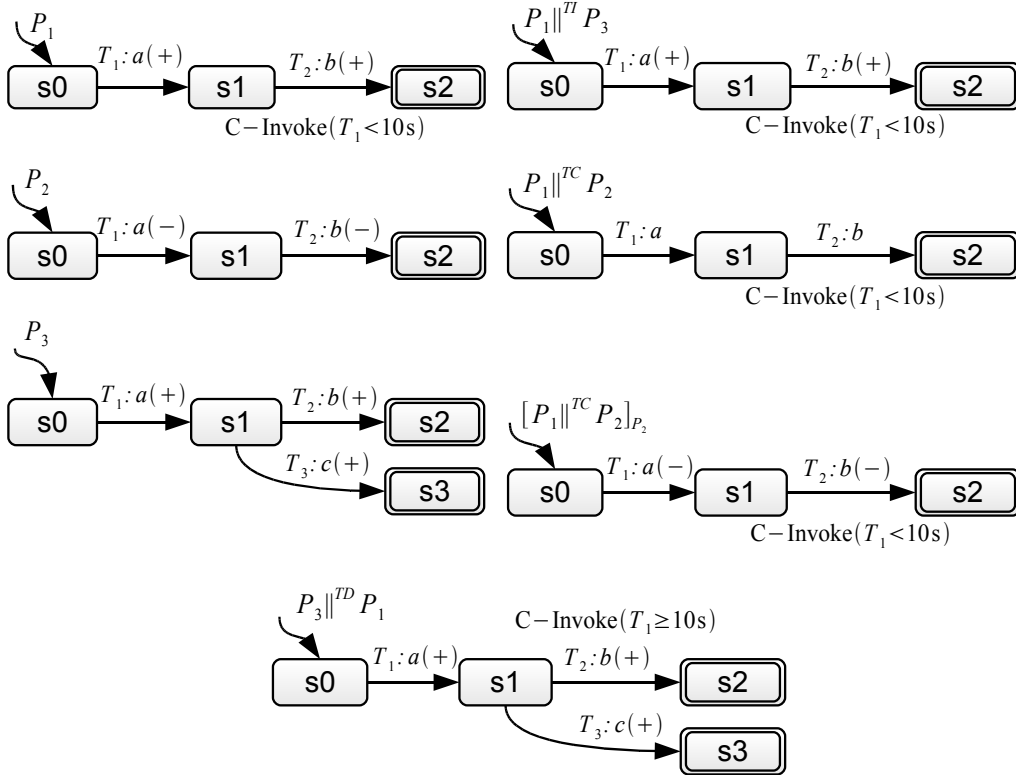 P₁
T₁:a(+) T₂:b(+)
s0 s1 s2
C−Invoke(T₁<10s)
P₁∥ᵀᴵ P₃
T₁:a(+) T₂:b(+)
s0 s1 s2
C−Invoke(T₁<10s)
P₂
T₁:a(−) T₂:b(−)
s0 s1 s2
P₁∥ᵀᶜ P₂
T₁:a T₂:b
s0 s1 s2
C−Invoke(T₁<10s)
P₃
T₁:a(+) T₂:b(+)
s0 s1 s2
T₃:c(+)
s3
[P₁∥ᵀᶜ P₂]_P₂
T₁:a(−) T₂:b(−)
s0 s1 s2
C−Invoke(T₁<10s)
P₃∥ᵀᴰ P₁
C−Invoke(T₁≥10s)
T₁:a(+) T₂:b(+)
s0 s1 s2
T₃:c(+)
s3